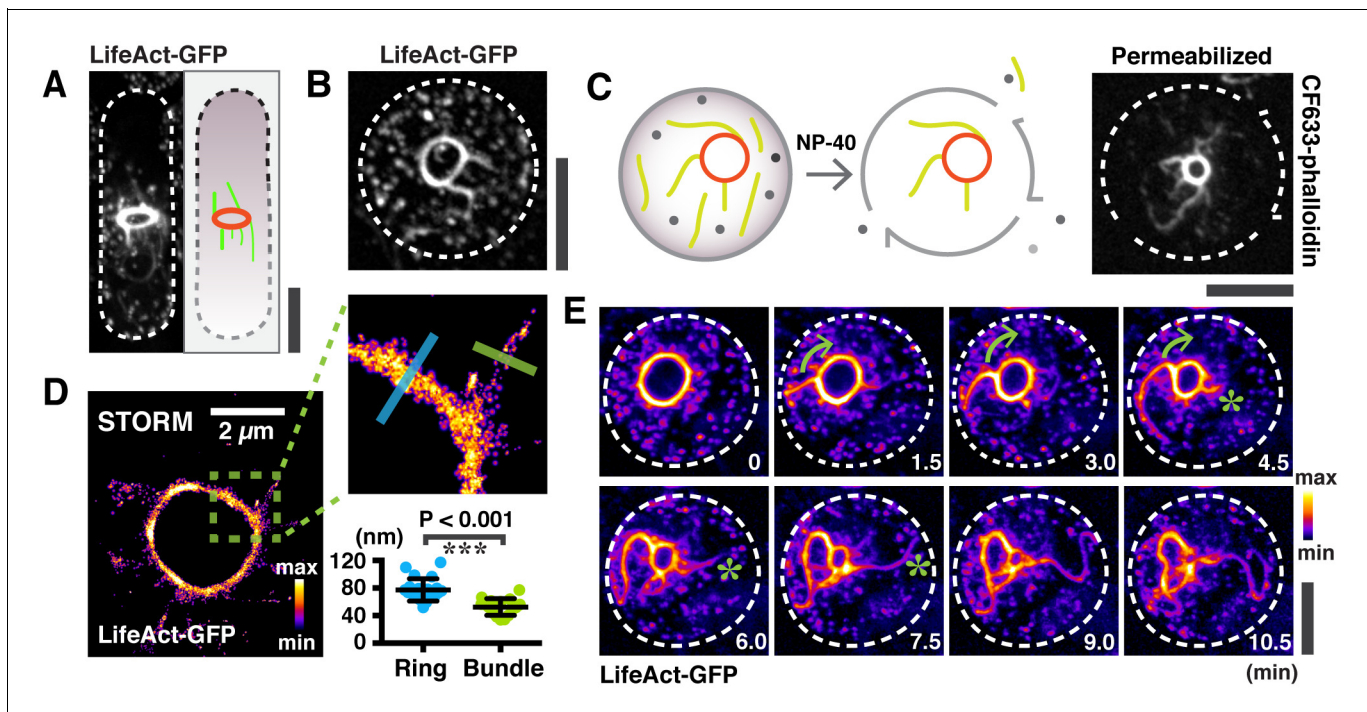 A
LifeAct-GFP
B
LifeAct-GFP
C
NP-40
Permeabilized
CF633-phalloidin
D
STORM
2 µm
max
min
LifeAct-GFP
P < 0.001
(nm)
***
120
80
40
0
Ring
Bundle
E
0
1.5
3.0
4.5
*
max
min
6.0
*
7.5
*
9.0
10.5
LifeAct-GFP
(min)